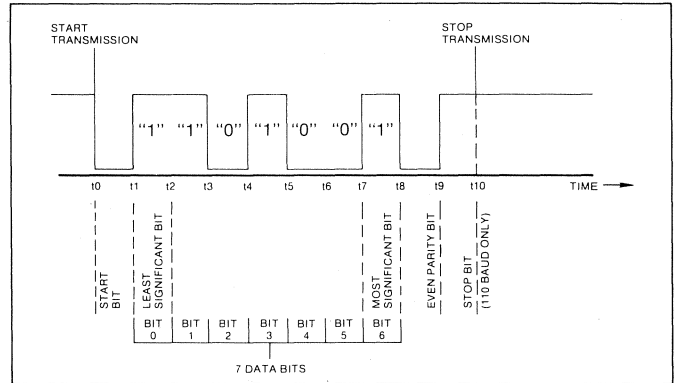 START
TRANSMISSION
STOP
TRANSMISSION
"1" "1" "0" "1" "0" "0" "1"
t0 t1 t2 t3 t4 t5 t6 t7 t8 t9 t10 TIME
START
BIT
LEAST
SIGNIFICANT BIT
MOST
SIGNIFICANT BIT
EVEN PARITY BIT
STOP BIT
(110 BAUD ONLY)
BIT BIT BIT BIT BIT BIT BIT
0 1 2 3 4 5 6
7 DATA BITS